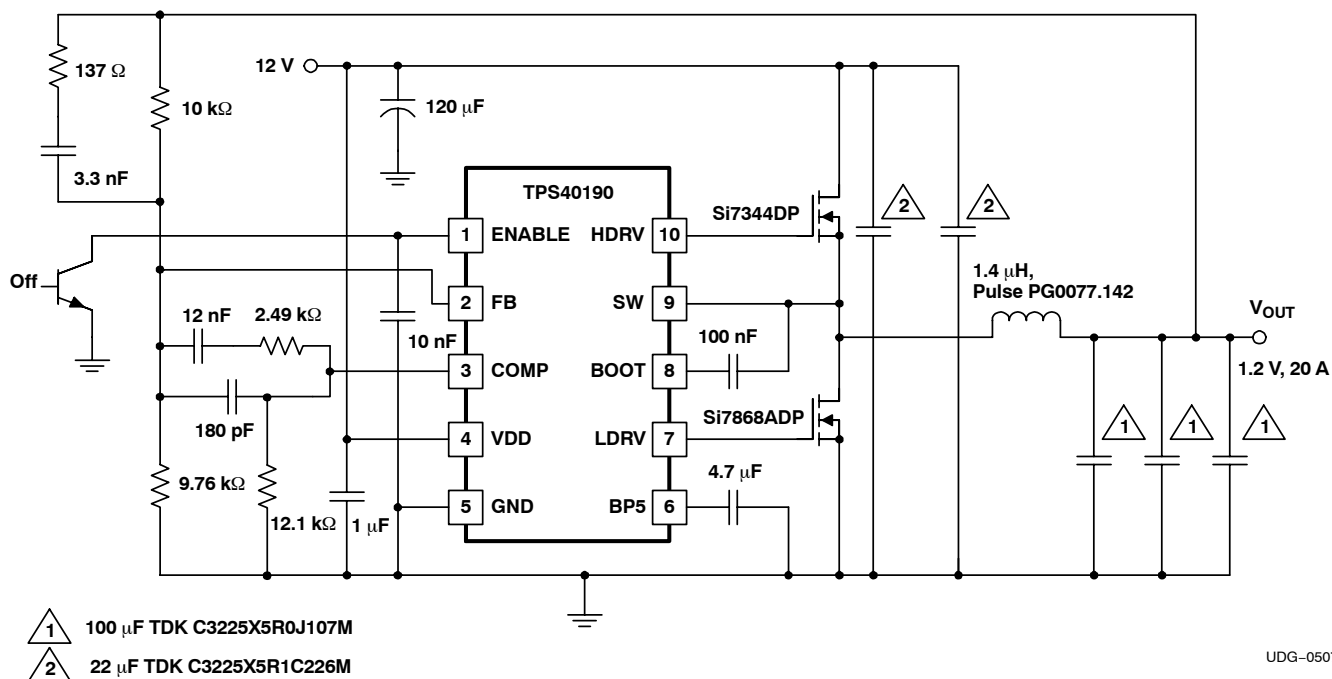 137 Ω
10 kΩ
3.3 nF
12 V
120 μF
TPS40190
1 ENABLE HDRV 10
2 FB SW 9
3 COMP BOOT 8
4 VDD LDRV 7
5 GND BP5 6
Off
12 nF
2.49 kΩ
10 nF
180 pF
9.76 kΩ
12.1 kΩ
1 μF
Si7344DP
2
2
100 nF
Si7868ADP
4.7 μF
1.4 μH,
Pulse PG0077.142
VOUT
1.2 V, 20 A
1
1
1
1 100 μF TDK C3225X5R0J107M
2 22 μF TDK C3225X5R1C226M